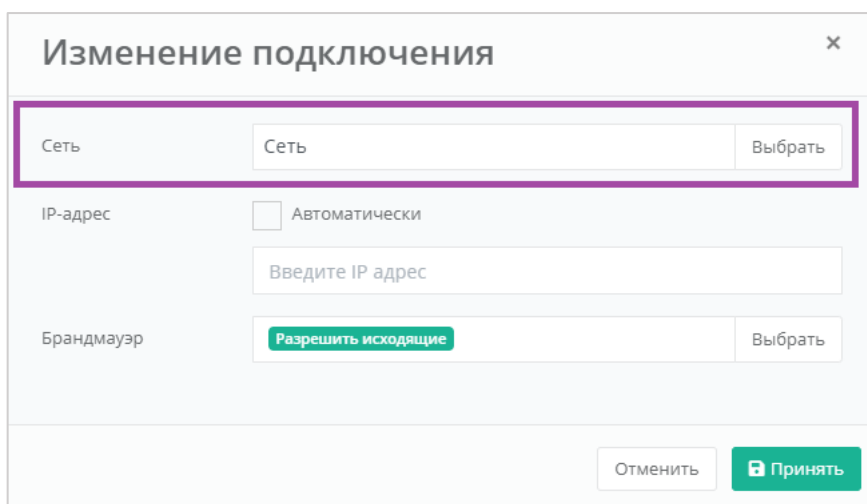 Изменение подключения ×
Сеть Сеть Выбрать
IP-адрес Автоматически
Введите IP адрес
Брандмауэр Разрешить исходящие Выбрать
Отменить Принять